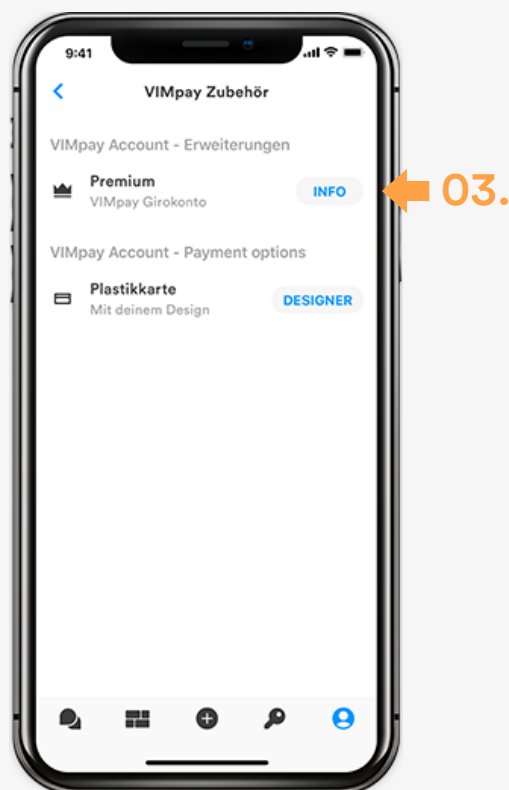 9:41
VIMpay Zubehör
VIMpay Account - Erweiterungen
Premium
VIMpay Girokonto
INFO
03.
VIMpay Account - Payment options
Plastikkarte
Mit deinem Design
DESIGNER